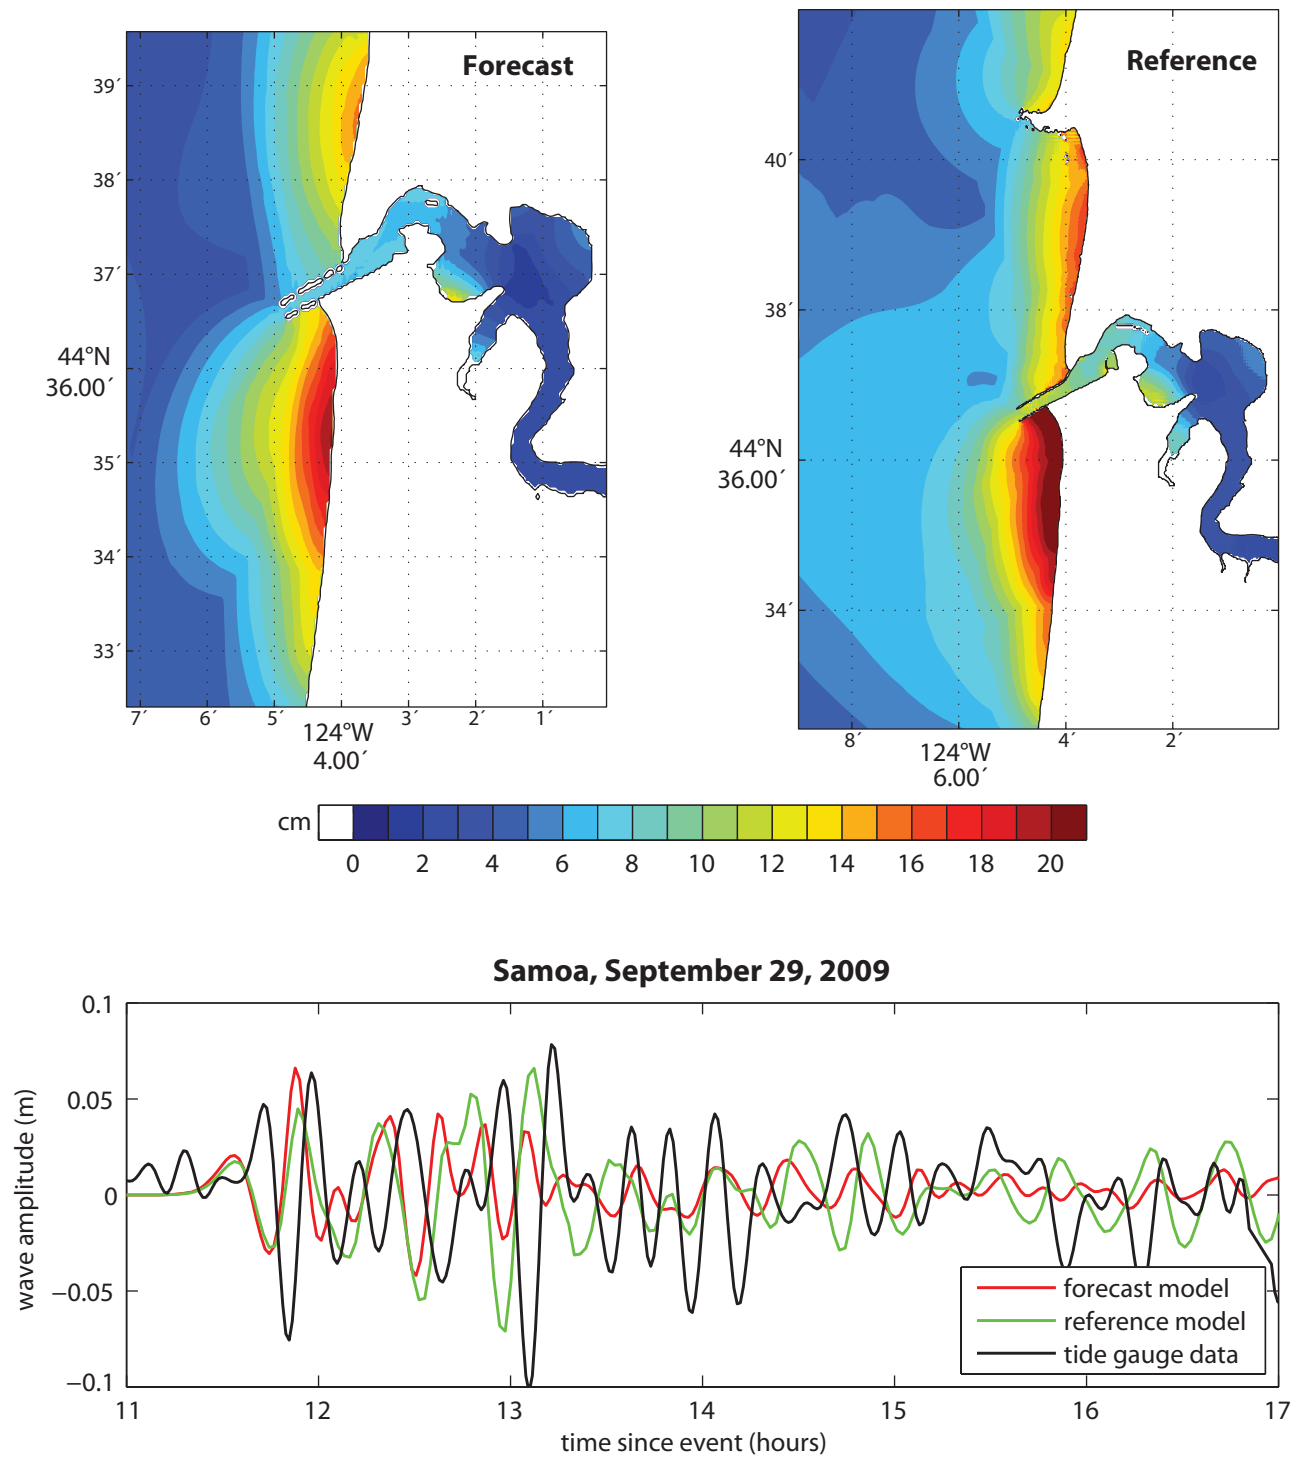 Forecast
39´
38´
37´
44°N
36.00´
35´
34´
33´
7´ 6´ 5´ 3´ 2´ 1´
124°W
4.00´
Reference
40´
38´
44°N
36.00´
34´
8´ 4´ 2´
124°W
6.00´
cm
0 2 4 6 8 10 12 14 16 18 20
Samoa, September 29, 2009
wave amplitude (m)
0.1
0.05
0
−0.05
−0.1
11 12 13 14 15 16 17
time since event (hours)
forecast model
reference model
tide gauge data